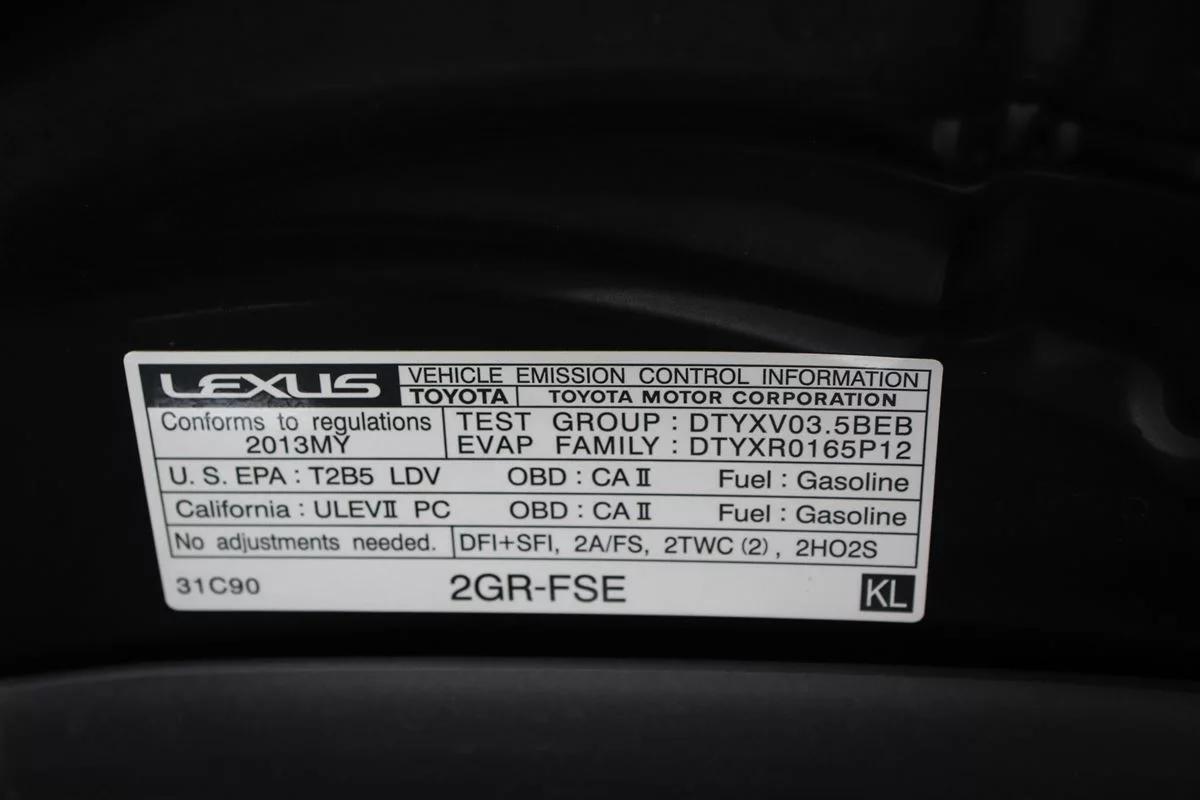 LEXUS VEHICLE EMISSION CONTROL INFORMATION
TOYOTA TOYOTA MOTOR CORPORATION
Conforms to regulations TEST GROUP : DTYXV03.5BEB
2013MY EVAP FAMILY : DTYXR0165P12
U. S. EPA : T2B5 LDV OBD : CA II Fuel : Gasoline
California : ULEVII PC OBD : CA II Fuel : Gasoline
No adjustments needed. DFI+SFI, 2A/FS, 2TWC (2), 2HO2S
31C90 2GR-FSE KL